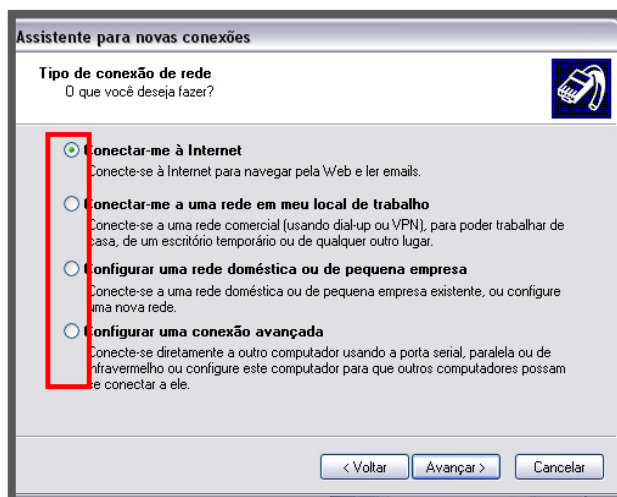 Assistente para novas conexões
Tipo de conexão de rede
O que você deseja fazer?
Conectar-me à Internet
Conecte-se à Internet para navegar pela Web e ler emails.
Conectar-me a uma rede em meu local de trabalho
Conecte-se a uma rede comercial (usando dial-up ou VPN), para poder trabalhar de
casa, de um escritório temporário ou de qualquer outro lugar.
Configurar uma rede doméstica ou de pequena empresa
Conecte-se a uma rede doméstica ou de pequena empresa existente, ou configure
uma nova rede.
Configurar uma conexão avançada
Conecte-se diretamente a outro computador usando a porta serial, paralela ou de
infravermelho ou configure este computador para que outros computadores possam
se conectar a ele.
< Voltar
Avançar >
Cancelar